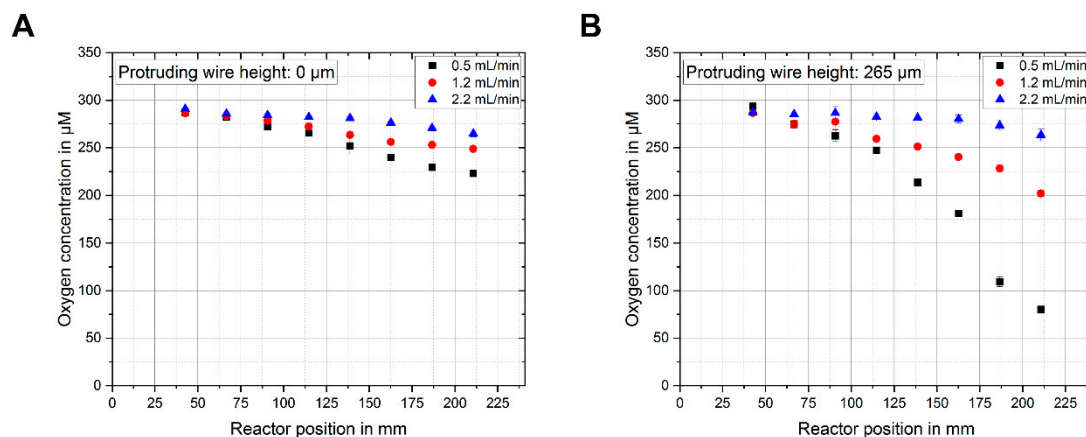 A
Protruding wire height: 0 µm
0.5 mL/min
1.2 mL/min
2.2 mL/min
Oxygen concentration in µM
350
300
250
200
150
100
50
0
0 25 50 75 100 125 150 175 200 225
Reactor position in mm
B
Protruding wire height: 265 µm
0.5 mL/min
1.2 mL/min
2.2 mL/min
Oxygen concentration in µM
350
300
250
200
150
100
50
0
0 25 50 75 100 125 150 175 200 225
Reactor position in mm